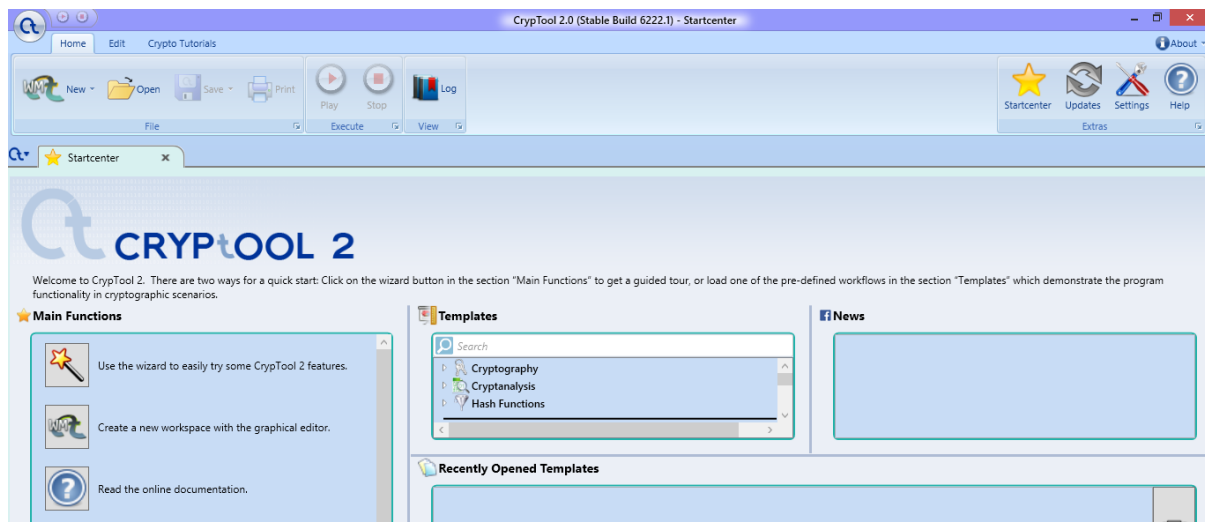 CrypTool 2.0 (Stable Build 6222.1) - Startcenter
Home Edit Crypto Tutorials About
New Open Save Print Play Stop Log Startcenter Updates Settings Help
File Execute View Extras
Startcenter
CRYPtOOL 2
Welcome to CrypTool 2. There are two ways for a quick start: Click on the wizard button in the section "Main Functions" to get a guided tour, or load one of the pre-defined workflows in the section "Templates" which demonstrate the program
functionality in cryptographic scenarios.
Main Functions
Use the wizard to easily try some CrypTool 2 features.
Create a new workspace with the graphical editor.
Read the online documentation.
Templates
Search
Cryptography
Cryptanalysis
Hash Functions
News
Recently Opened Templates